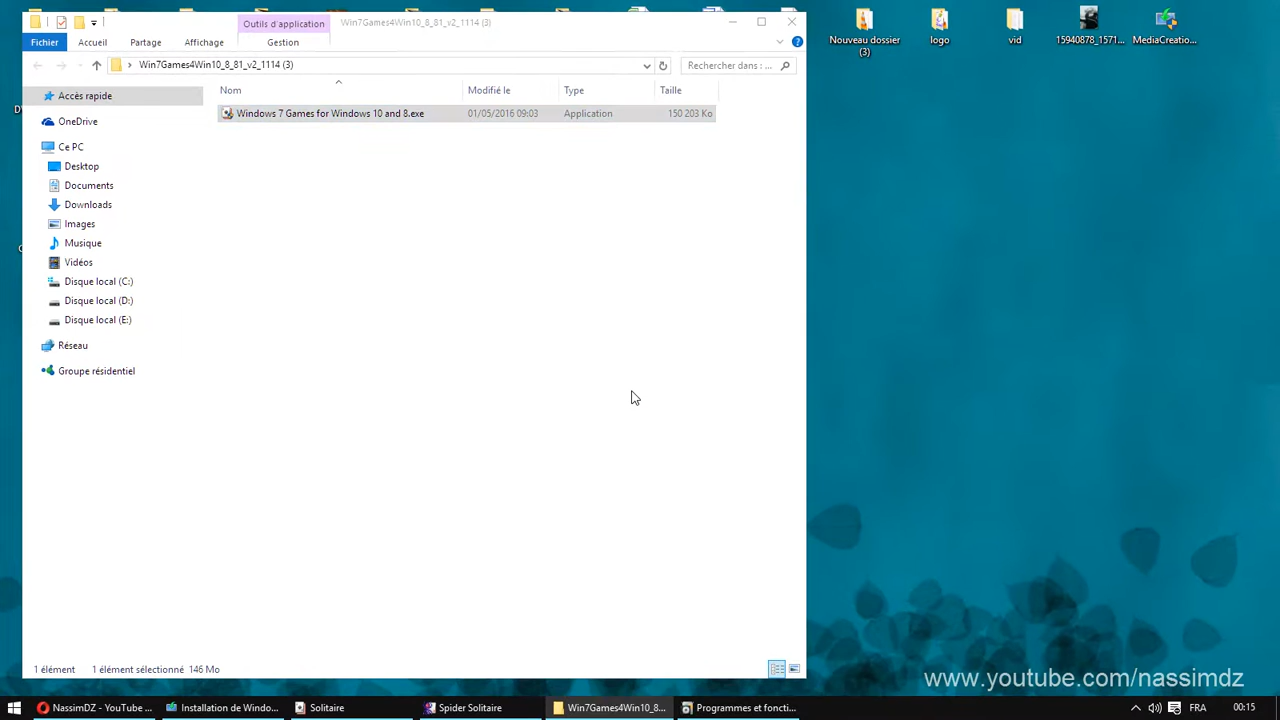 Outils d'application
Win7Games4Win10_8_81_v2_1114 (3)
Fichier
Accueil
Partage
Affichage
Gestion
Win7Games4Win10_8_81_v2_1114 (3)
Rechercher dans : ...
Nom
Modifié le
Type
Taille
Windows 7 Games for Windows 10 and 8.exe
01/05/2016 09:03
Application
150 203 Ko
Accès rapide
OneDrive
Ce PC
Desktop
Documents
Downloads
Images
Musique
Vidéos
Disque local (C:)
Disque local (D:)
Disque local (E:)
Réseau
Groupe résidentiel
1 élément
1 élément sélectionné 146 Mo
Nouveau dossier
(3)
logo
vid
15940878_1571...
MediaCreatio...
www.youtube.com/nassimdz
NassimDZ - YouTube ...
Installation de Windo...
Solitaire
Spider Solitaire
Win7Games4Win10_8...
Programmes et foncti...
FR
00:15